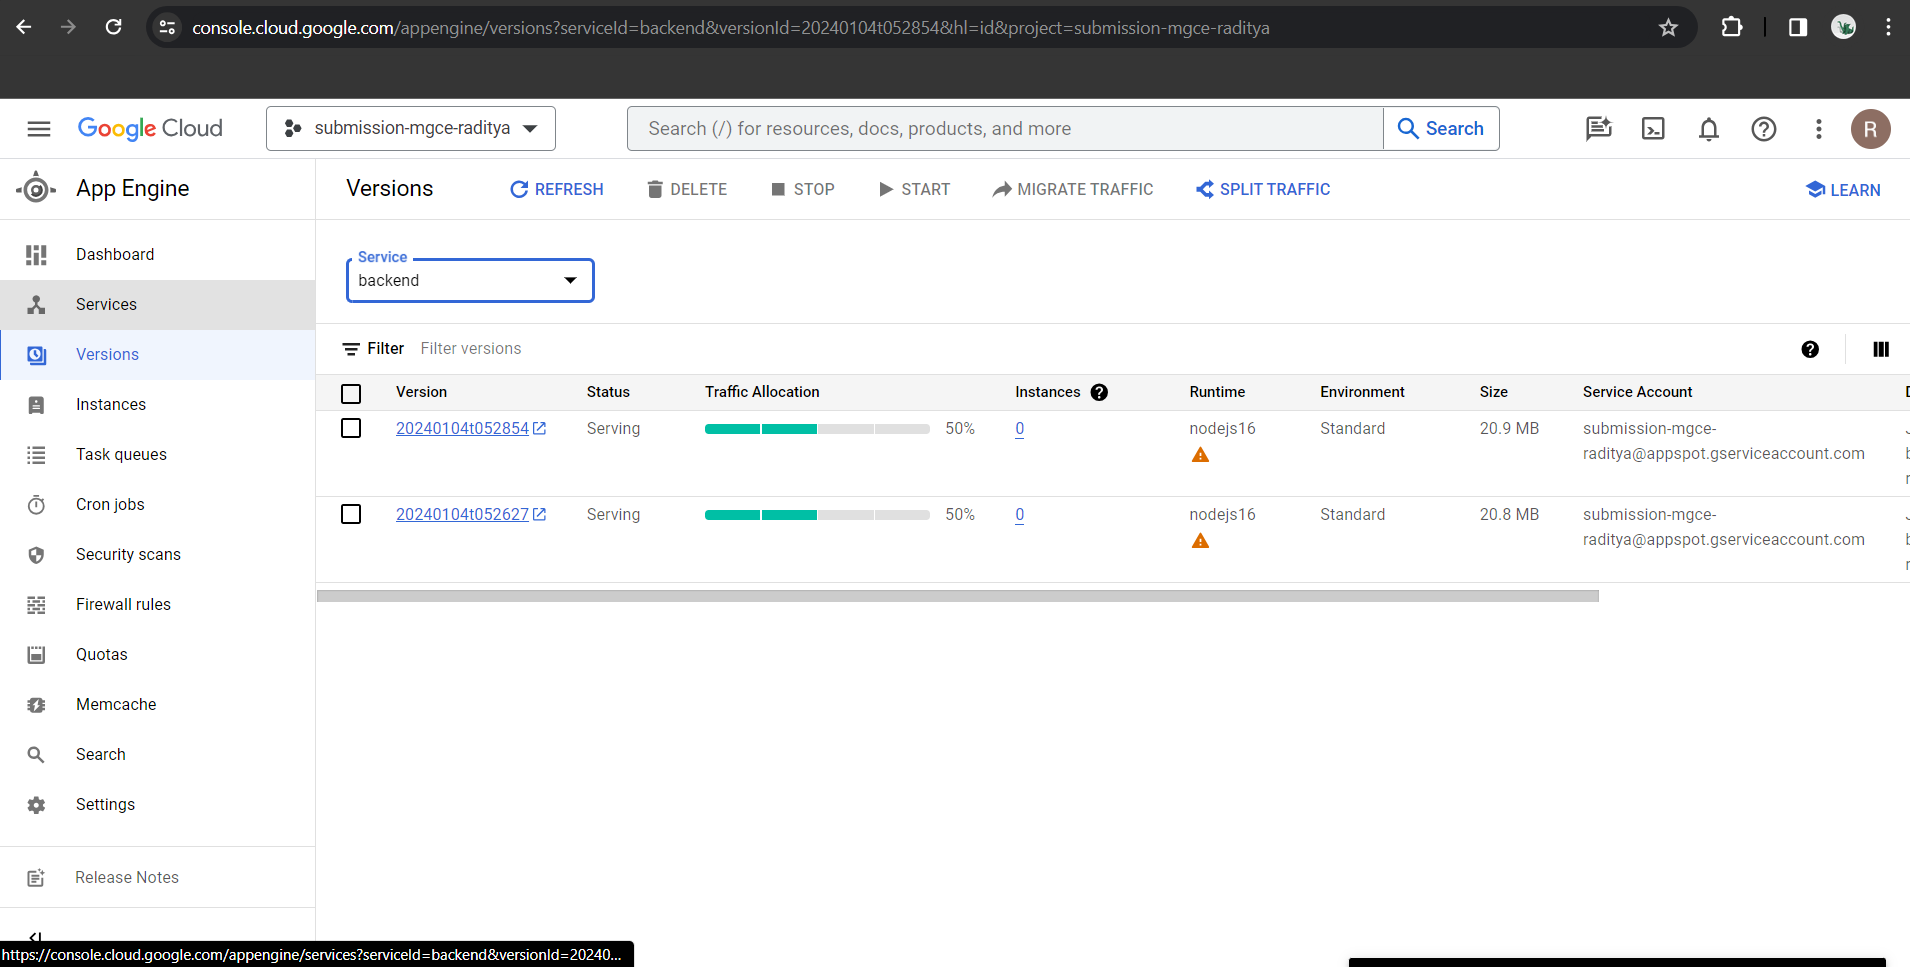 console.cloud.google.com/appengine/versions?serviceId=backend&versionId=20240104t052854&hl=id&project=submission-mgce-raditya
Google Cloud
submission-mgce-raditya
Search (/) for resources, docs, products, and more
Search
R
App Engine
Versions
REFRESH
DELETE
STOP
START
MIGRATE TRAFFIC
SPLIT TRAFFIC
LEARN
Dashboard
Services
Versions
Instances
Task queues
Cron jobs
Security scans
Firewall rules
Quotas
Memcache
Search
Settings
Release Notes
Service
backend
Filter Filter versions
Version Status Traffic Allocation Instances Runtime Environment Size Service Account
20240104t052854 Serving 50% 0 nodejs16 Standard 20.9 MB submission-mgce-
raditya@appspot.gserviceaccount.com
20240104t052627 Serving 50% 0 nodejs16 Standard 20.8 MB submission-mgce-
raditya@appspot.gserviceaccount.com
https://console.cloud.google.com/appengine/services?serviceId=backend&versionId=20240...